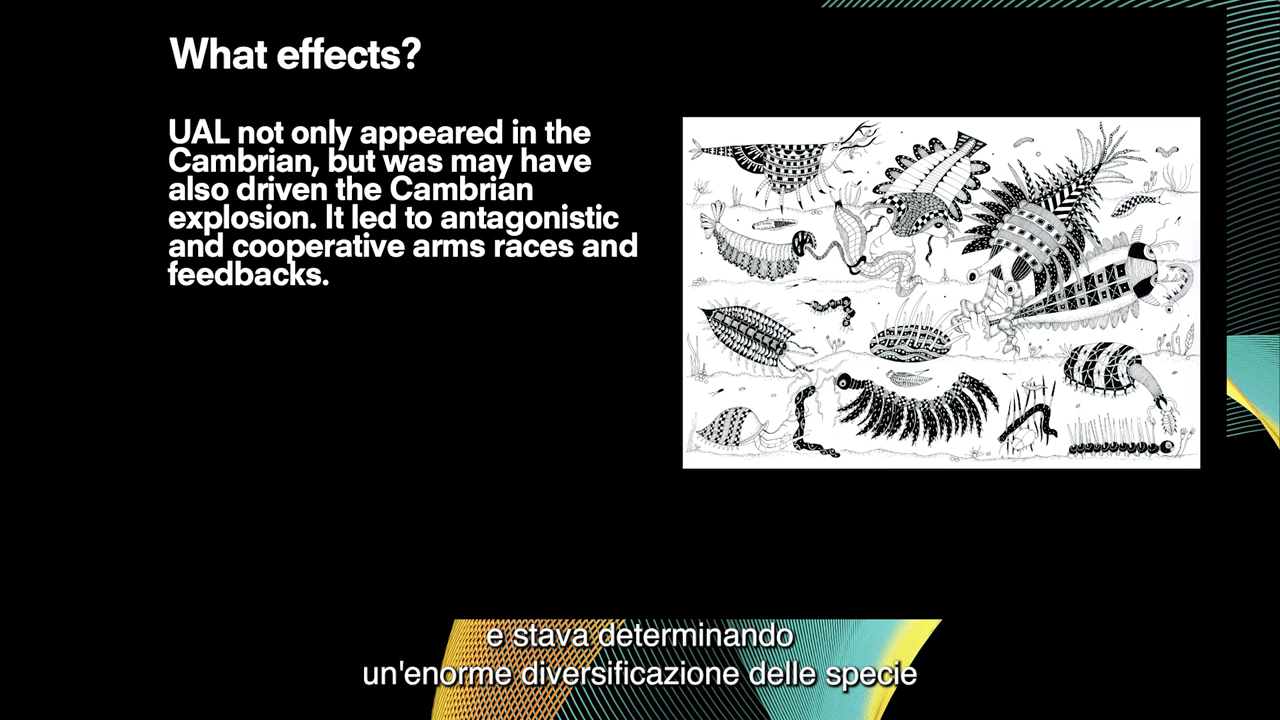 What effects?
UAL not only appeared in the
Cambrian, but was may have
also driven the Cambrian
explosion. It led to antagonistic
and cooperative arms races and
feedbacks.
e stava determinando
un'enorme diversificazione delle specie